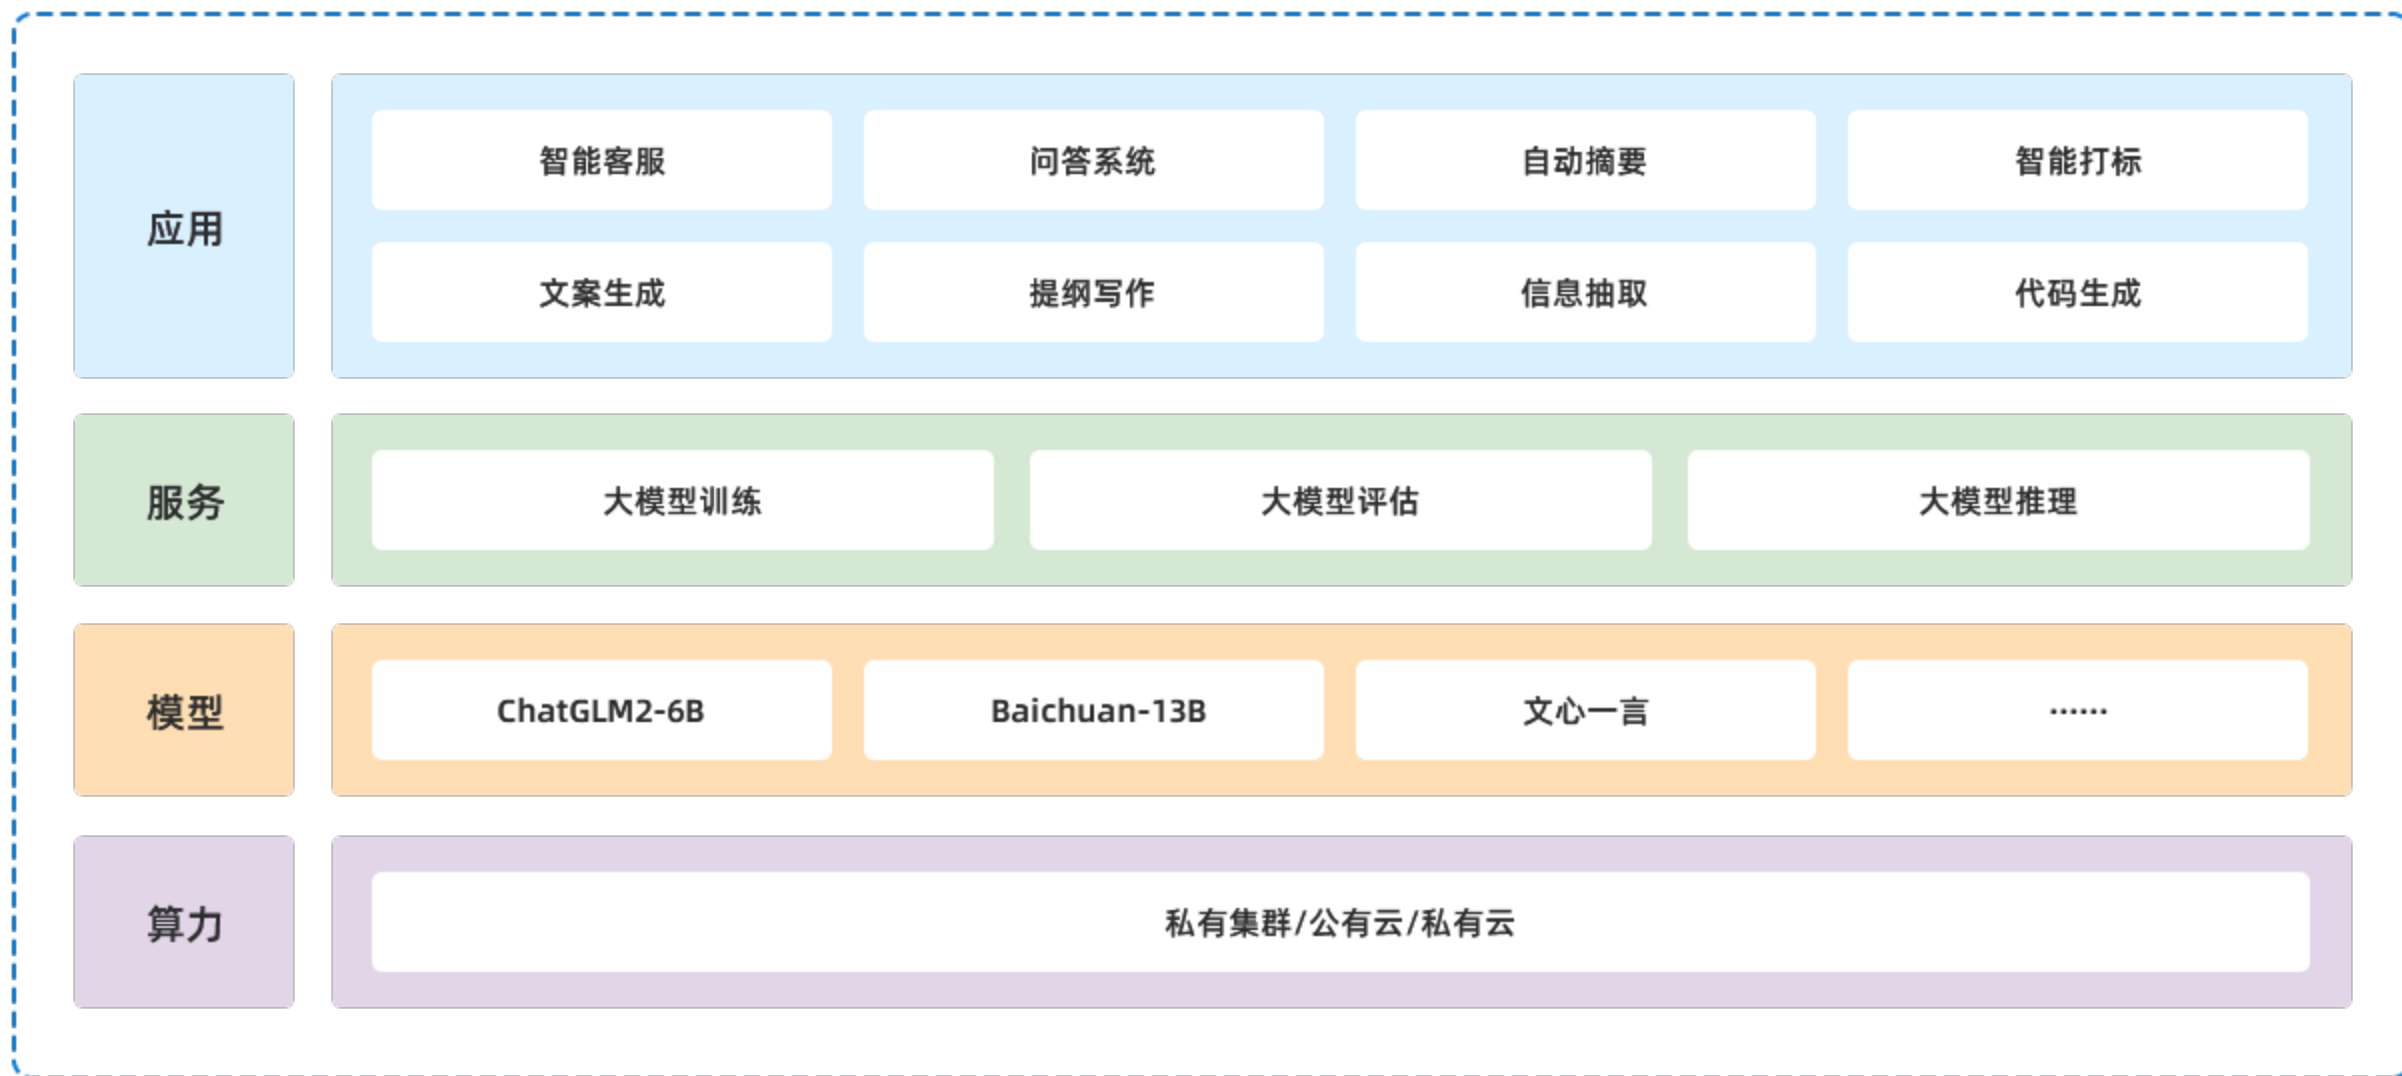 应用
智能客服
问答系统
自动摘要
智能打标
文案生成
提纲写作
信息抽取
代码生成
服务
大模型训练
大模型评估
大模型推理
模型
ChatGLM2-6B
Baichuan-13B
文心一言
······
算力
私有集群/公有云/私有云